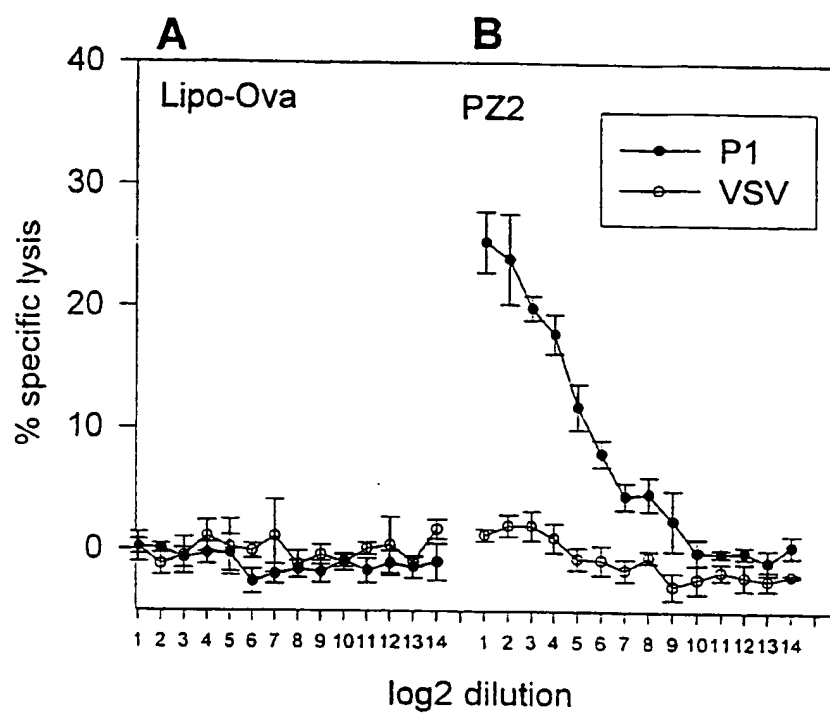 A B
40
Lipo-Ova PZ2
P1
VSV
30
20
10
0
% specific lysis
1 2 3 4 5 6 7 8 9 10 11 12 13 14 1 2 3 4 5 6 7 8 9 10 11 12 13 14
log2 dilution